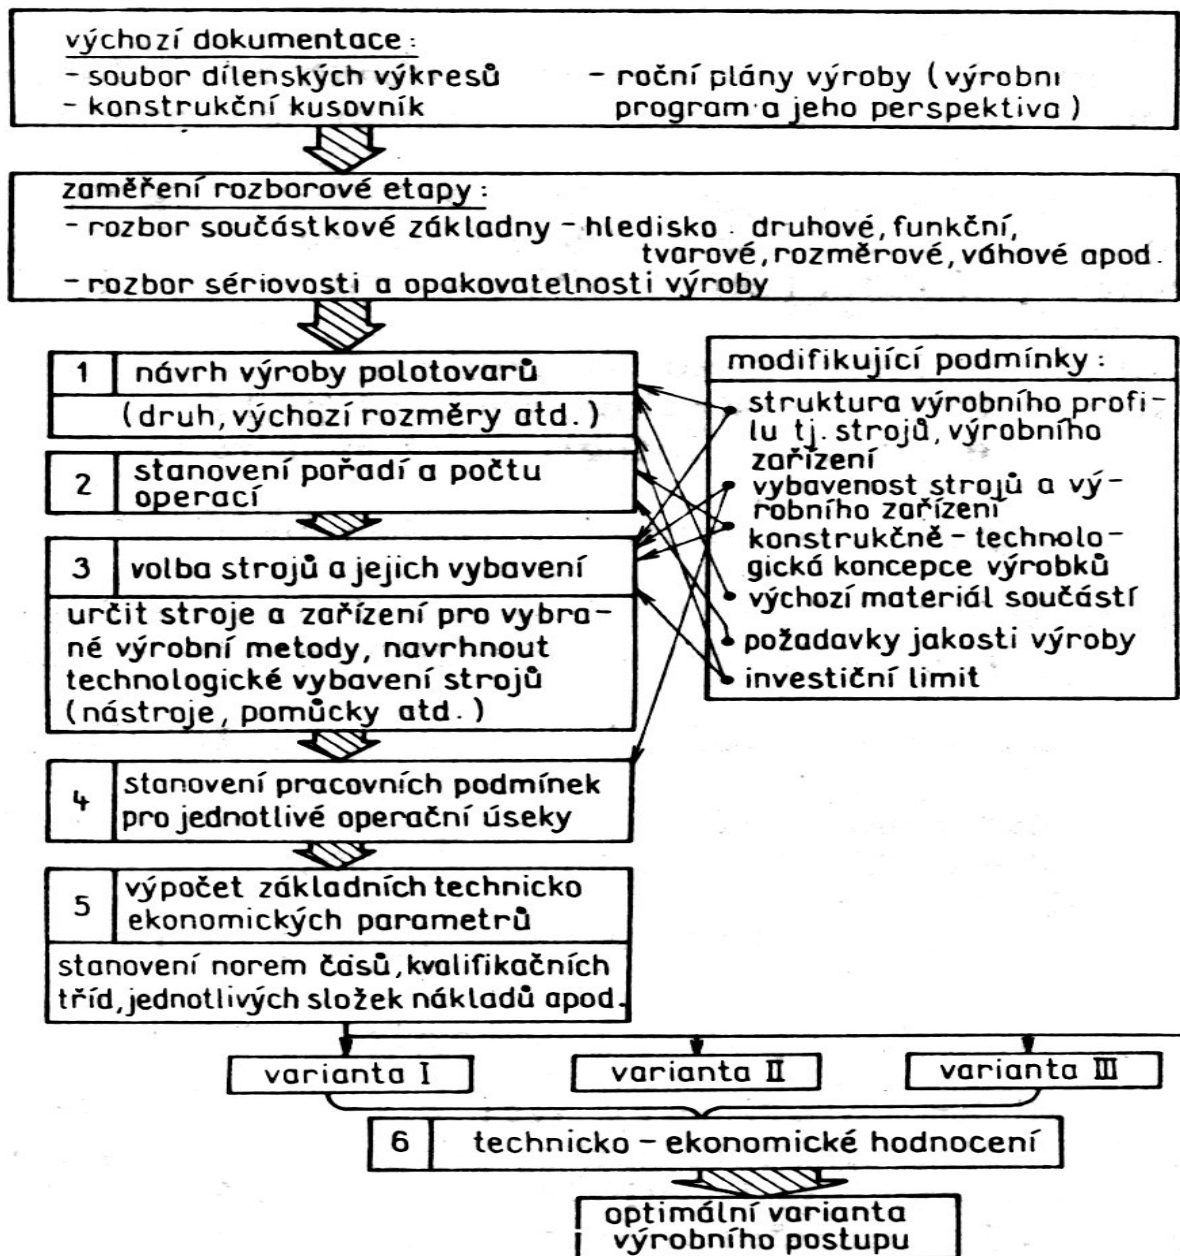 výchozí dokumentace :
- soubor dílenských výkresů
- konstrukční kusovník
- roční plány výroby ( výrobni
program a jeho perspektiva )
zaměření rozborové etapy :
- rozbor součástkové základny - hledisko . druhové, funkční,
tvarové, rozměrové, váhové apod.
- rozbor sériovosti a opakovatelnosti výroby
1 návrh výroby polotovarů
(druh, výchozí rozměry atd. )
2 stanovení pořadí a počtu
operací
3 volba strojů a jejich vybavení
určit stroje a zařízení pro vybra-
né výrobní metody, navrhnout
technologické vybavení strojů
(nástroje, pomůcky atd. )
4 stanovení pracovních podmínek
pro jednotlivé operační úseky
5 výpočet základních technicko
ekonomických parametrů
stanovení norem časů, kvalifikačních
tříd, jednotlivých složek nákladů apod.
modifikující podmínky :
struktura výrobního profi-
lu tj. strojů, výrobního
zařízení
vybavenost strojů a vý-
robního zařízení
konstrukčně - technolo-
gická koncepce výrobků
výchozí materiál součástí
požadavky jakosti výroby
investiční limit
varianta I
varianta II
varianta III
6 technicko - ekonomické hodnocení
optimální varianta
výrobního postupu